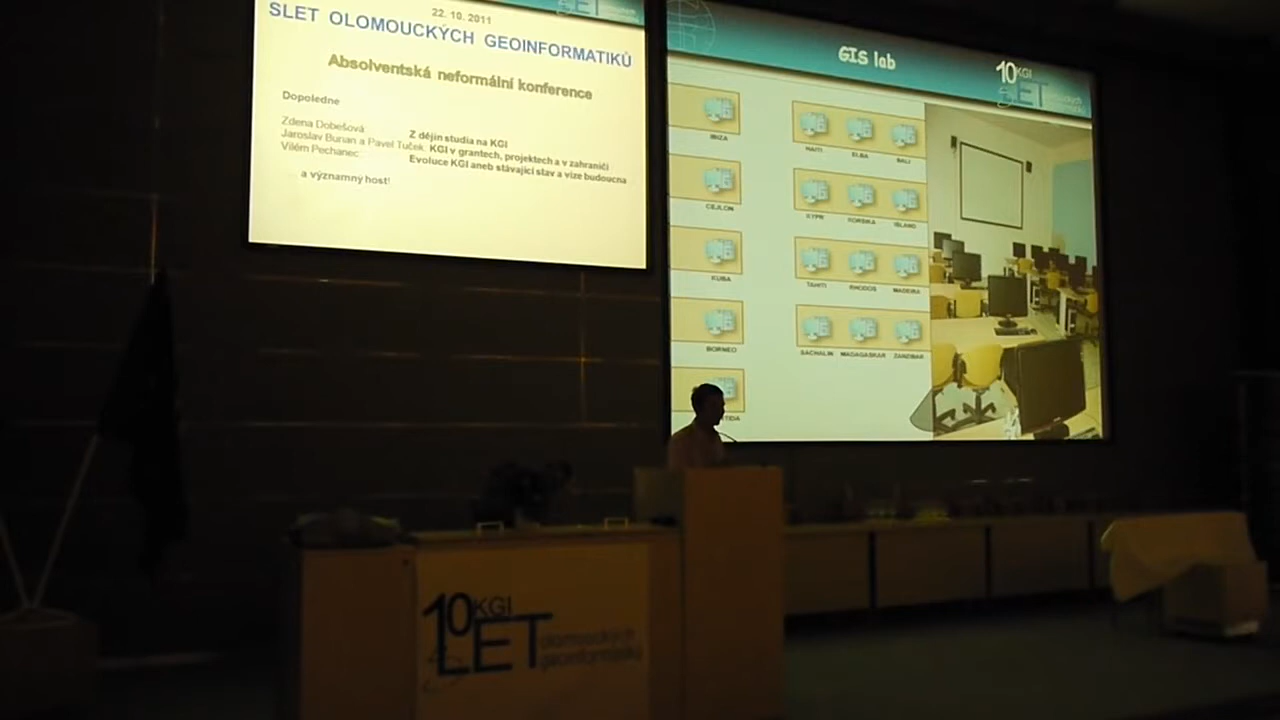 22. 10. 2011
SLET OLOMOUCKÝCH GEOINFORMATIKŮ
Absolventská neformální konference
Dopoledne
Zdena Dobešová Z dějin studia na KGI
Jaroslav Burian a Pavel Tuček KGI v grantech, projektech a v zahraničí
Vilém Pechanec Evoluce KGI aneb stávající stav a vize budoucna
a významný host!
GIS lab
10 KGI
LET
IBIZA HAITI ELBA BALI
CEJLON KYPR KORSIKA ISLAND
KUBA TAHITI RHODOS MADEIRA
BORNEO SACHALIN MADAGASKAR ZANZIBAR
10 KGI
LET olomouckých
geoinformatiků